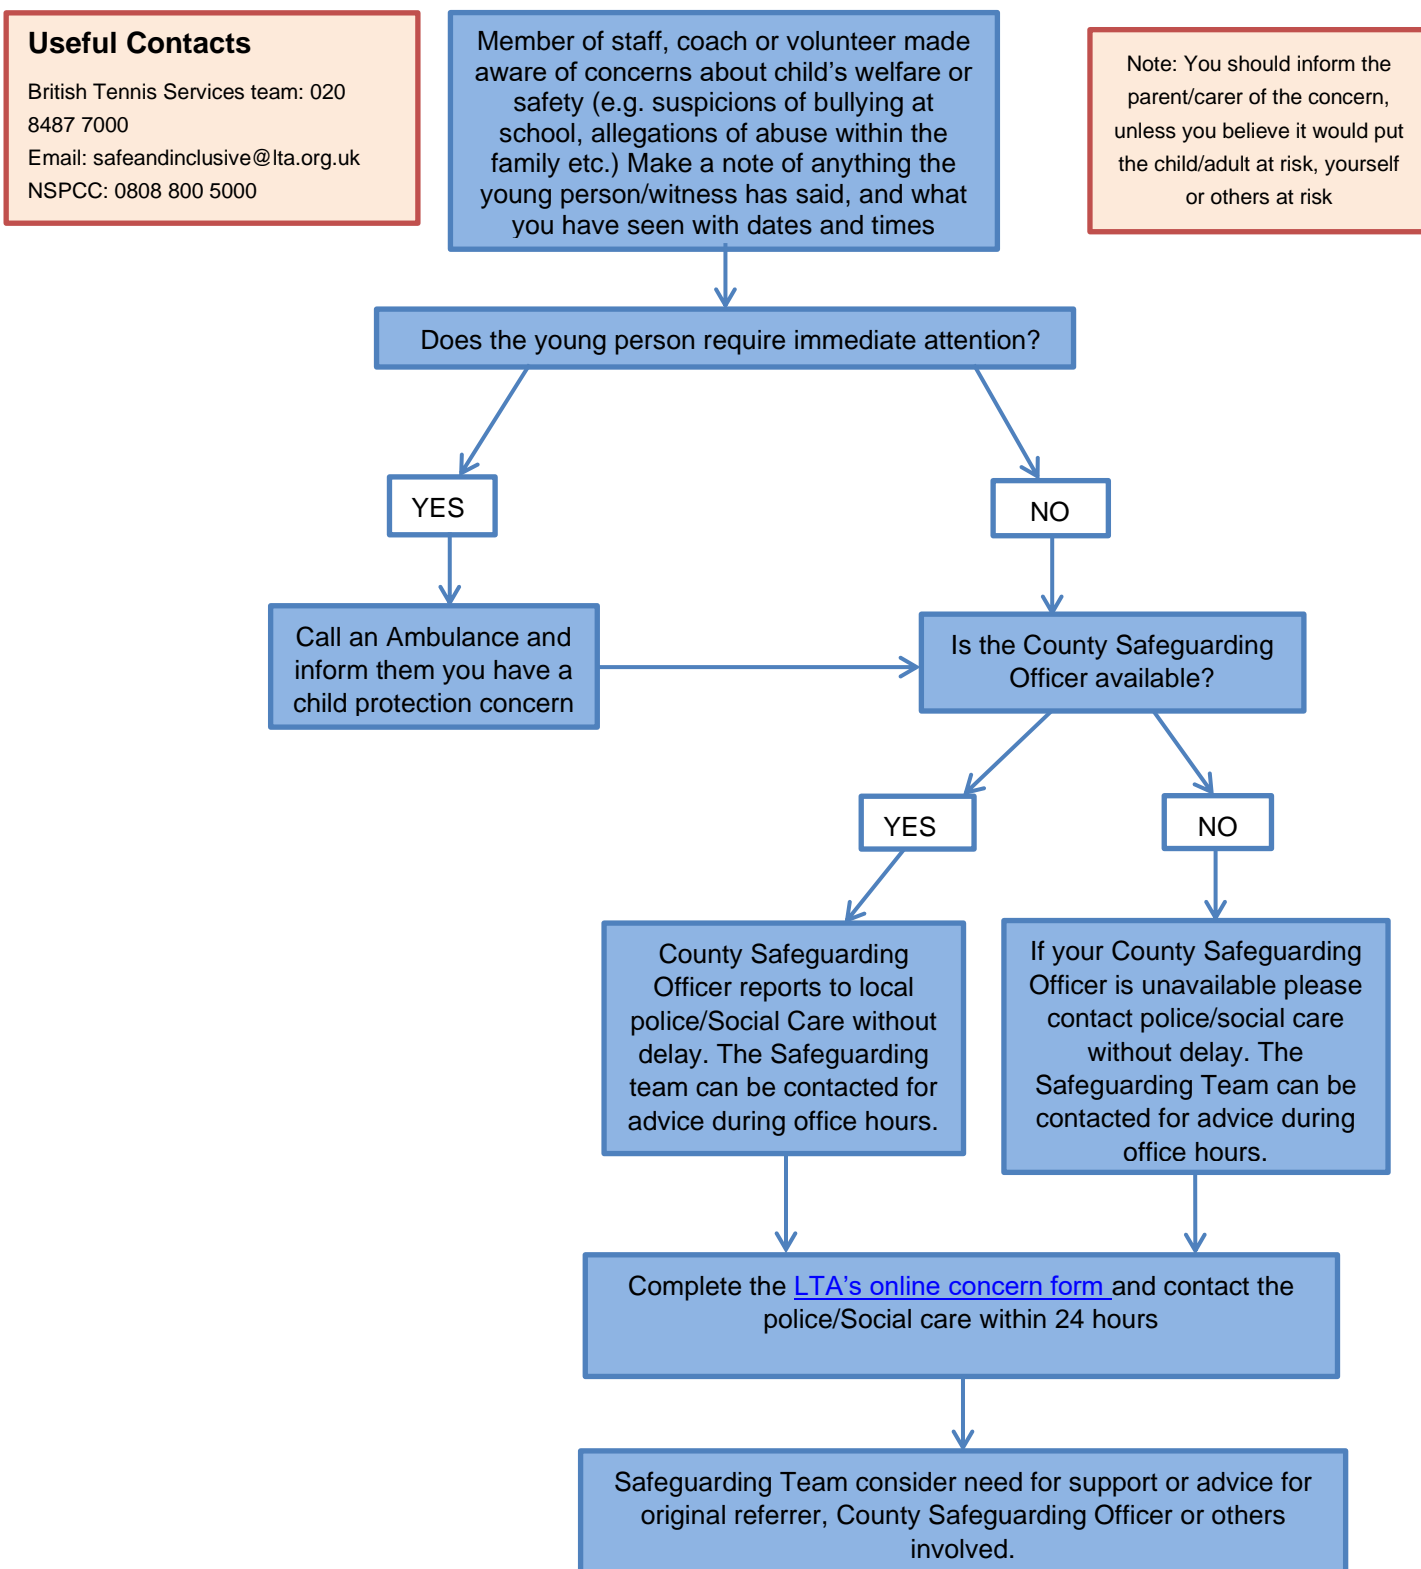 Useful Contacts
British Tennis Services team: 020
8487 7000
Email: safeandinclusive@lta.org.uk
NSPCC: 0808 800 5000
Member of staff, coach or volunteer made
aware of concerns about child's welfare or
safety (e.g. suspicions of bullying at
school, allegations of abuse within the
family etc.) Make a note of anything the
young person/witness has said, and what
you have seen with dates and times
Note: You should inform the
parent/carer of the concern,
unless you believe it would put
the child/adult at risk, yourself
or others at risk
Does the young person require immediate attention?
YES
NO
Call an Ambulance and
inform them you have a
child protection concern
Is the County Safeguarding
Officer available?
YES
NO
County Safeguarding
Officer reports to local
police/Social Care without
delay. The Safeguarding
team can be contacted for
advice during office hours.
If your County Safeguarding
Officer is unavailable please
contact police/social care
without delay. The
Safeguarding Team can be
contacted for advice during
office hours.
Complete the LTA's online concern form and contact the
police/Social care within 24 hours
Safeguarding Team consider need for support or advice for
original referrer, County Safeguarding Officer or others
involved.